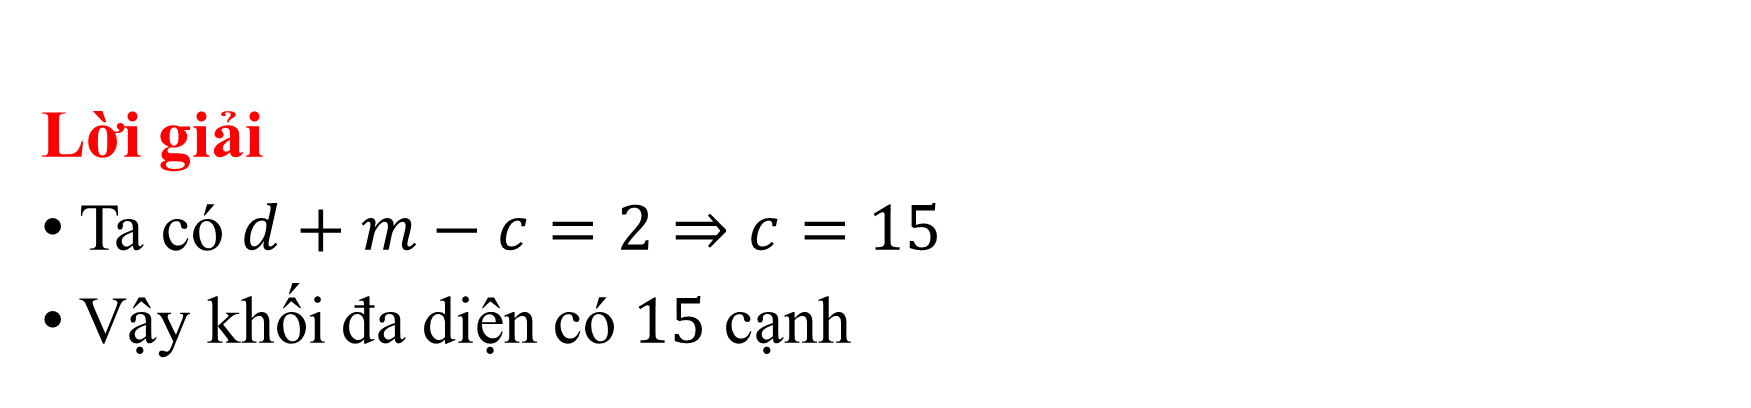 Lời giải
• Ta có d + m − c = 2 ⇒ c = 15
• Vậy khối đa diện có 15 cạnh